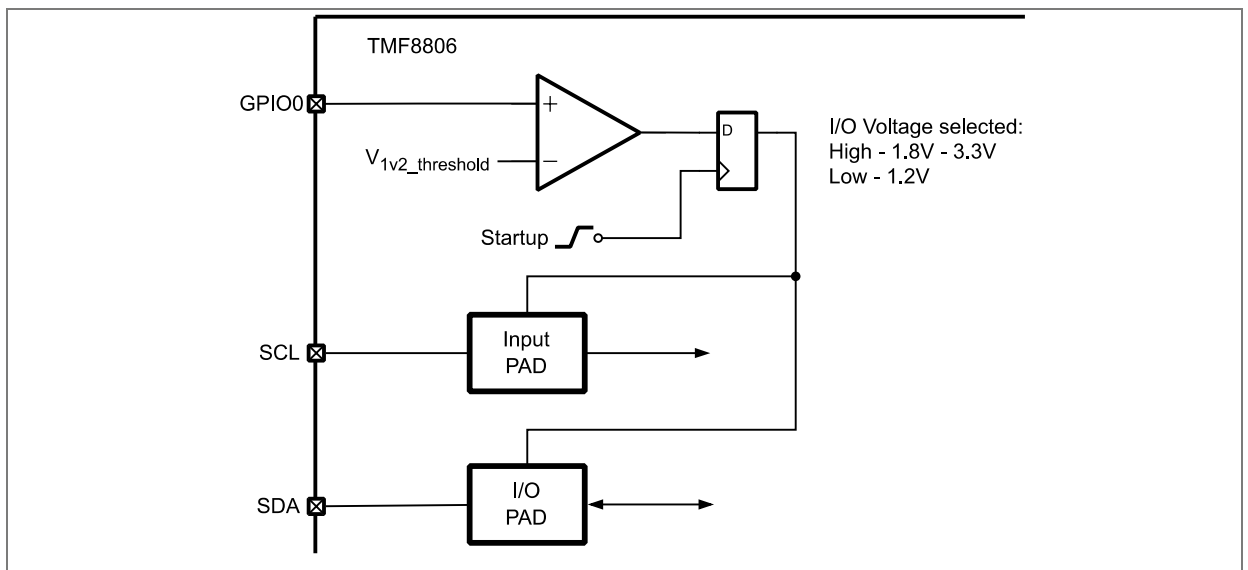 TMF8806
GPIO0
+
−
V1v2_threshold
D
I/O Voltage selected:
High - 1.8V - 3.3V
Low - 1.2V
Startup
SCL
Input
PAD
SDA
I/O
PAD